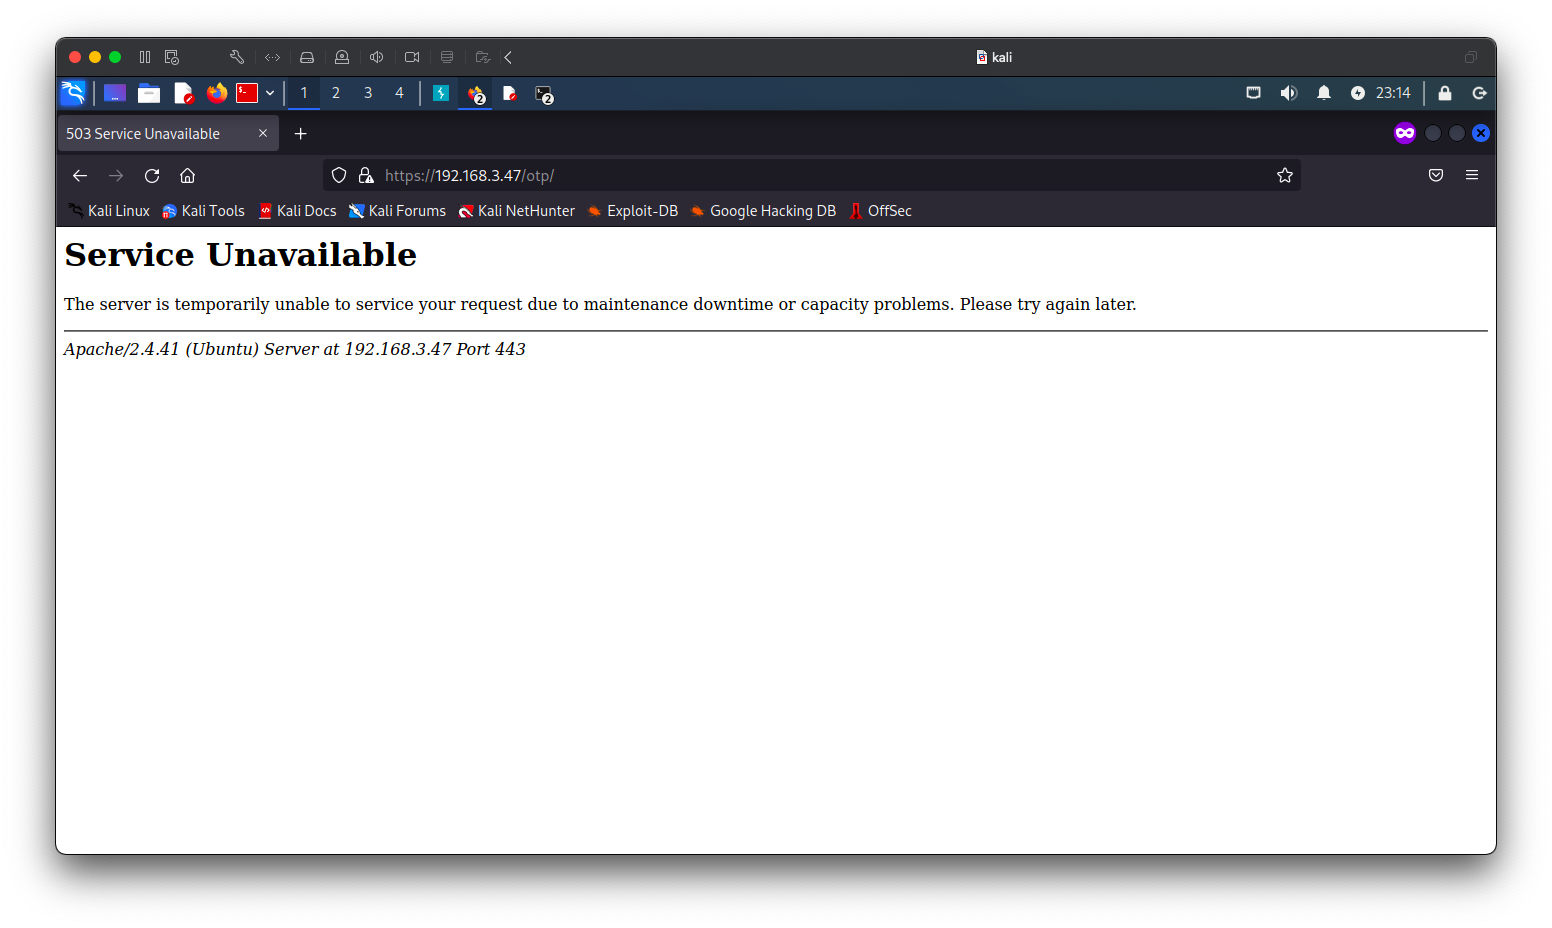 kali
1 2 3 4 2 2 23:14
503 Service Unavailable
https://192.168.3.47/otp/
Kali Linux Kali Tools Kali Docs Kali Forums Kali NetHunter Exploit-DB Google Hacking DB OffSec
Service Unavailable
The server is temporarily unable to service your request due to maintenance downtime or capacity problems. Please try again later.
Apache/2.4.41 (Ubuntu) Server at 192.168.3.47 Port 443